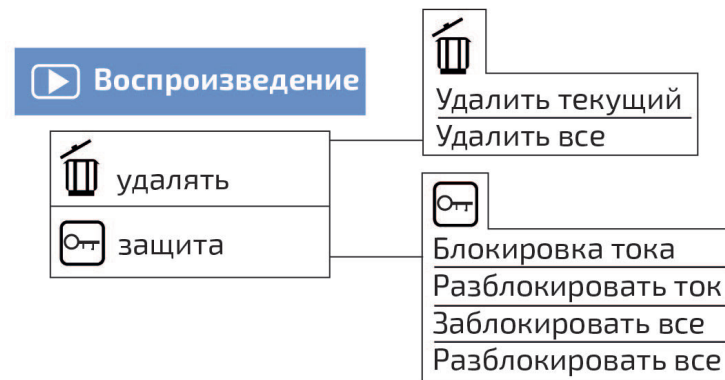 Воспроизведение
удалять
защита
Удалить текущий
Удалить все
Блокировка тока
Разблокировать ток
Заблокировать все
Разблокировать все